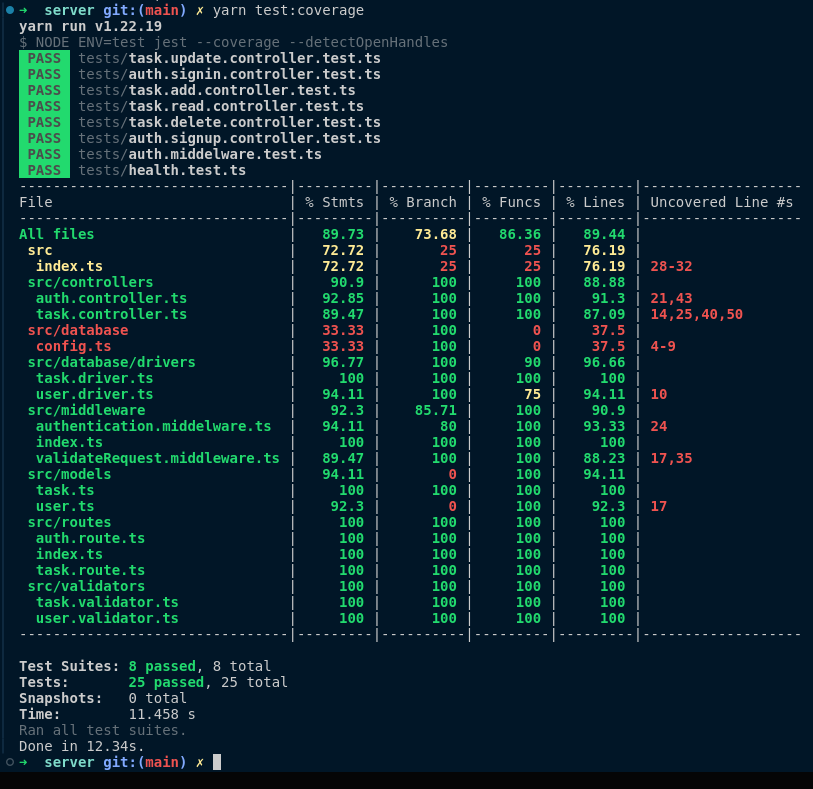 ➜  server git:(main) ✗ yarn test:coverage
yarn run v1.22.19
$ NODE ENV=test jest --coverage --detectOpenHandles
PASS  tests/task.update.controller.test.ts
PASS  tests/auth.signin.controller.test.ts
PASS  tests/task.add.controller.test.ts
PASS  tests/task.read.controller.test.ts
PASS  tests/task.delete.controller.test.ts
PASS  tests/auth.signup.controller.test.ts
PASS  tests/auth.middelware.test.ts
PASS  tests/health.test.ts
--------------------------------|---------|----------|---------|---------|-------------------
File                            | % Stmts | % Branch | % Funcs | % Lines | Uncovered Line #s
--------------------------------|---------|----------|---------|---------|-------------------
All files                       |   89.73 |    73.68 |   86.36 |   89.44 |
 src                            |   72.72 |       25 |      25 |   76.19 |
  index.ts                      |   72.72 |       25 |      25 |   76.19 | 28-32
 src/controllers                |    90.9 |      100 |     100 |   88.88 |
  auth.controller.ts            |   92.85 |      100 |     100 |    91.3 | 21,43
  task.controller.ts            |   89.47 |      100 |     100 |   87.09 | 14,25,40,50
 src/database                   |   33.33 |      100 |       0 |    37.5 |
  config.ts                     |   33.33 |      100 |       0 |    37.5 | 4-9
 src/database/drivers           |   96.77 |      100 |      90 |   96.66 |
  task.driver.ts                |     100 |      100 |     100 |     100 |
  user.driver.ts                |   94.11 |      100 |      75 |   94.11 | 10
 src/middleware                 |    92.3 |    85.71 |     100 |    90.9 |
  authentication.middelware.ts  |   94.11 |       80 |     100 |   93.33 | 24
  index.ts                      |     100 |      100 |     100 |     100 |
  validateRequest.middleware.ts |   89.47 |      100 |     100 |   88.23 | 17,35
 src/models                     |   94.11 |        0 |     100 |   94.11 |
  task.ts                       |     100 |      100 |     100 |     100 |
  user.ts                       |    92.3 |        0 |     100 |    92.3 | 17
 src/routes                     |     100 |      100 |     100 |     100 |
  auth.route.ts                 |     100 |      100 |     100 |     100 |
  index.ts                      |     100 |      100 |     100 |     100 |
  task.route.ts                 |     100 |      100 |     100 |     100 |
 src/validators                 |     100 |      100 |     100 |     100 |
  task.validator.ts             |     100 |      100 |     100 |     100 |
  user.validator.ts             |     100 |      100 |     100 |     100 |
--------------------------------|---------|----------|---------|---------|-------------------
Test Suites: 8 passed, 8 total
Tests:       25 passed, 25 total
Snapshots:   0 total
Time:        11.458 s
Ran all test suites.
Done in 12.34s.
➜  server git:(main) ✗